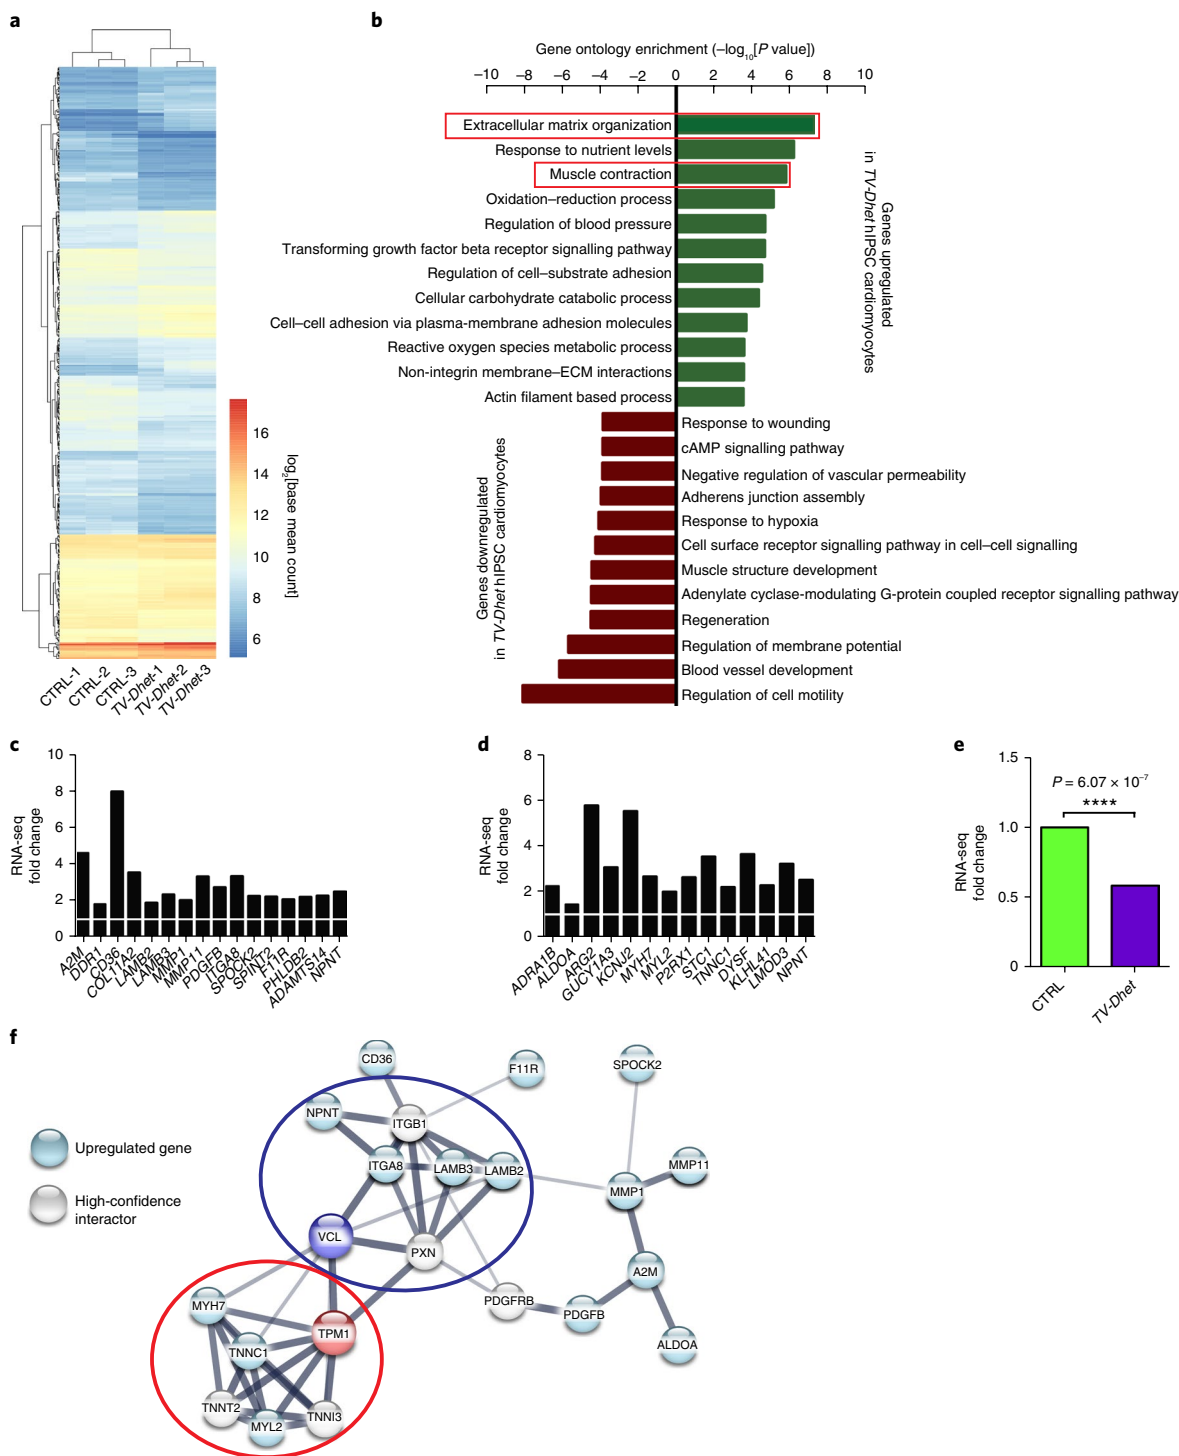 a
CTRL-1
CTRL-2
CTRL-3
TV-Dhet-1
TV-Dhet-2
TV-Dhet-3
16
14
12
10
8
6
log2[base mean count]
b
Gene ontology enrichment (–log10[P value])
–10 –8 –6 –4 –2 0 2 4 6 8 10
Extracellular matrix organization
Response to nutrient levels
Muscle contraction
Oxidation–reduction process
Regulation of blood pressure
Transforming growth factor beta receptor signalling pathway
Regulation of cell–substrate adhesion
Cellular carbohydrate catabolic process
Cell–cell adhesion via plasma-membrane adhesion molecules
Reactive oxygen species metabolic process
Non-integrin membrane–ECM interactions
Actin filament based process
Genes upregulated
in TV-Dhet hIPSC cardiomyocytes
Response to wounding
cAMP signalling pathway
Negative regulation of vascular permeability
Adherens junction assembly
Response to hypoxia
Cell surface receptor signalling pathway in cell–cell signalling
Muscle structure development
Adenylate cyclase-modulating G-protein coupled receptor signalling pathway
Regeneration
Regulation of membrane potential
Blood vessel development
Regulation of cell motility
Genes downregulated
in TV-Dhet hIPSC cardiomyocytes
c
RNA-seq
fold change
10
8
6
4
2
0
A2M
DDR1
CD36
COL11A2
LAMB2
LAMB3
MMP1
MMP11
PDGFB
ITGA8
SPOCK2
SPINT2
F11R
PHLDB2
ADAMTS14
NPNT
d
RNA-seq
fold change
8
6
4
2
0
ADRA1B
ALDOA
ARG2
GUCY1A3
KCNJ2
MYH7
MYL2
P2RX1
STC1
TNNC1
DYSF
KLHL41
LMOD3
NPNT
e
RNA-seq
fold change
1.5
1.0
0.5
0
P = 6.07 × 10–7
****
CTRL
TV-Dhet
f
Upregulated gene
High-confidence
interactor
CD36
F11R
SPOCK2
NPNT
ITGB1
ITGA8
LAMB3
LAMB2
MMP11
MMP1
VCL
PXN
A2M
PDGFRB
PDGFB
ALDOA
MYH7
TPM1
TNNC1
TNNT2
MYL2
TNNI3